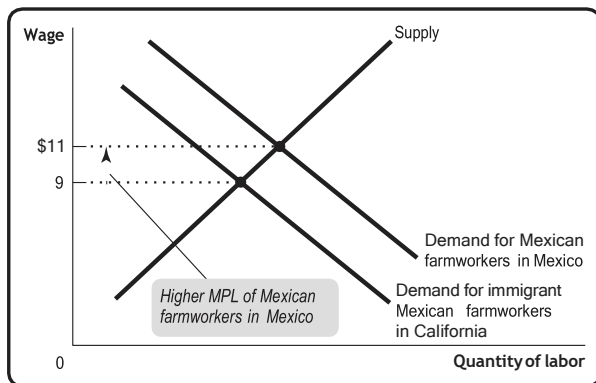 Wage
Supply
$11
9
Demand for Mexican
farmworkers in Mexico
Higher MPL of Mexican
farmworkers in Mexico
Demand for immigrant
Mexican farmworkers
in California
0
Quantity of labor